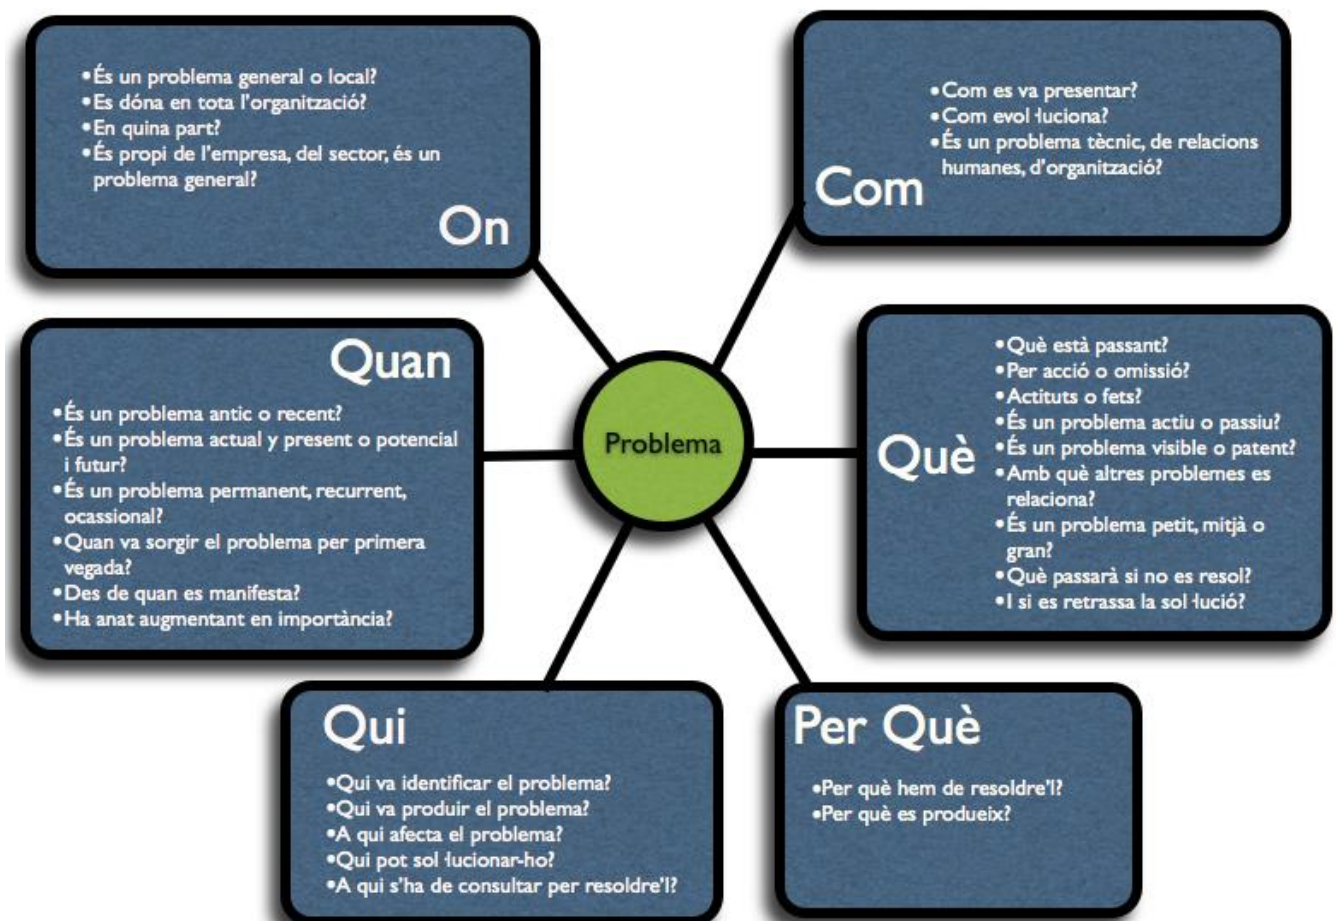 •És un problema general o local?
•Es dóna en tota l'organització?
•En quina part?
•És propi de l'empresa, del sector, és un
problema general?
On
•Com es va presentar?
•Com evol·luciona?
•És un problema tècnic, de relacions
humanes, d'organització?
Com
Quan
•És un problema antic o recent?
•És un problema actual y present o potencial
i futur?
•És un problema permanent, recurrent,
ocassional?
•Quan va sorgir el problema per primera
vegada?
•Des de quan es manifesta?
•Ha anat augmentant en importància?
Problema
Què
•Què està passant?
•Per acció o omissió?
•Actituts o fets?
•És un problema actiu o passiu?
•És un problema visible o patent?
•Amb què altres problemes es
relaciona?
•És un problema petit, mitjà o
gran?
•Què passarà si no es resol?
•I si es retrassa la sol·lució?
Qui
•Qui va identificar el problema?
•Qui va produir el problema?
•A qui afecta el problema?
•Qui pot sol·lucionar-ho?
•A qui s'ha de consultar per resoldre'l?
Per Què
•Per què hem de resoldre'l?
•Per què es produeix?